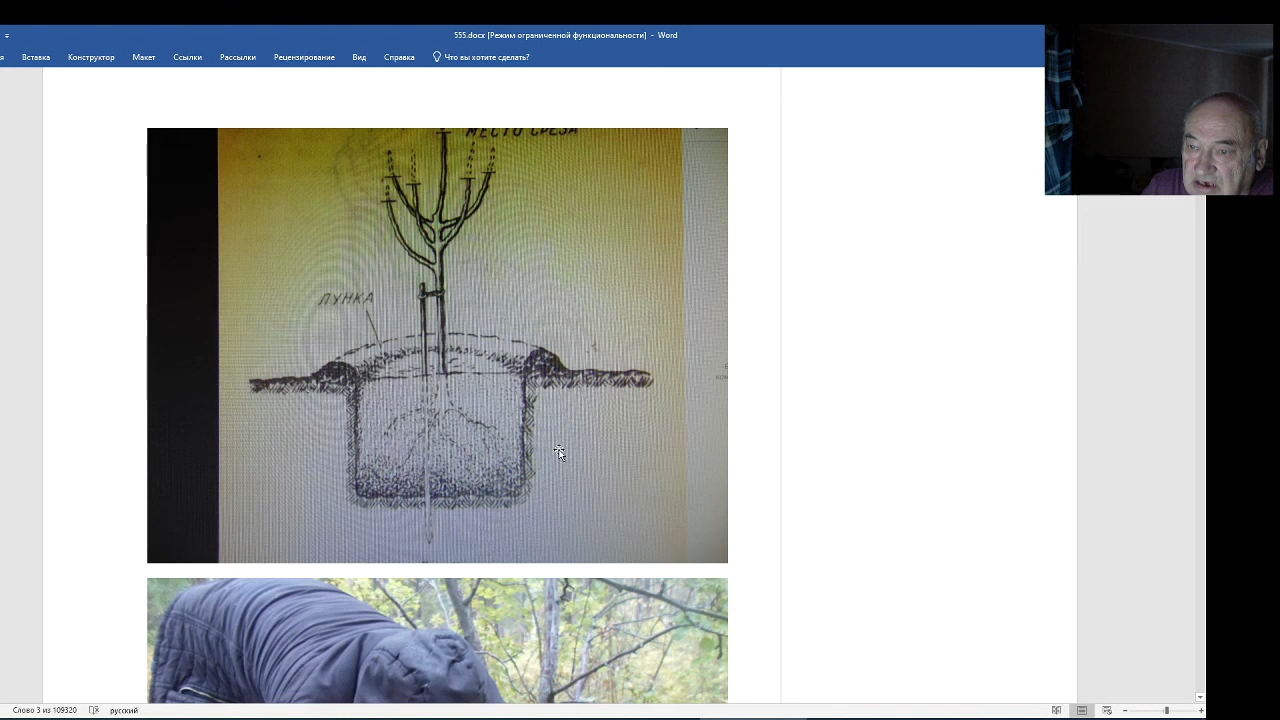 555.docx [Режим ограниченной функциональности] - Word
я Вставка Конструктор Макет Ссылки Рассылки Рецензирование Вид Справка Что вы хотите сделать?
МЕСТО СРЕЗА
ЛУНКА
Слово 3 из 109320 русский